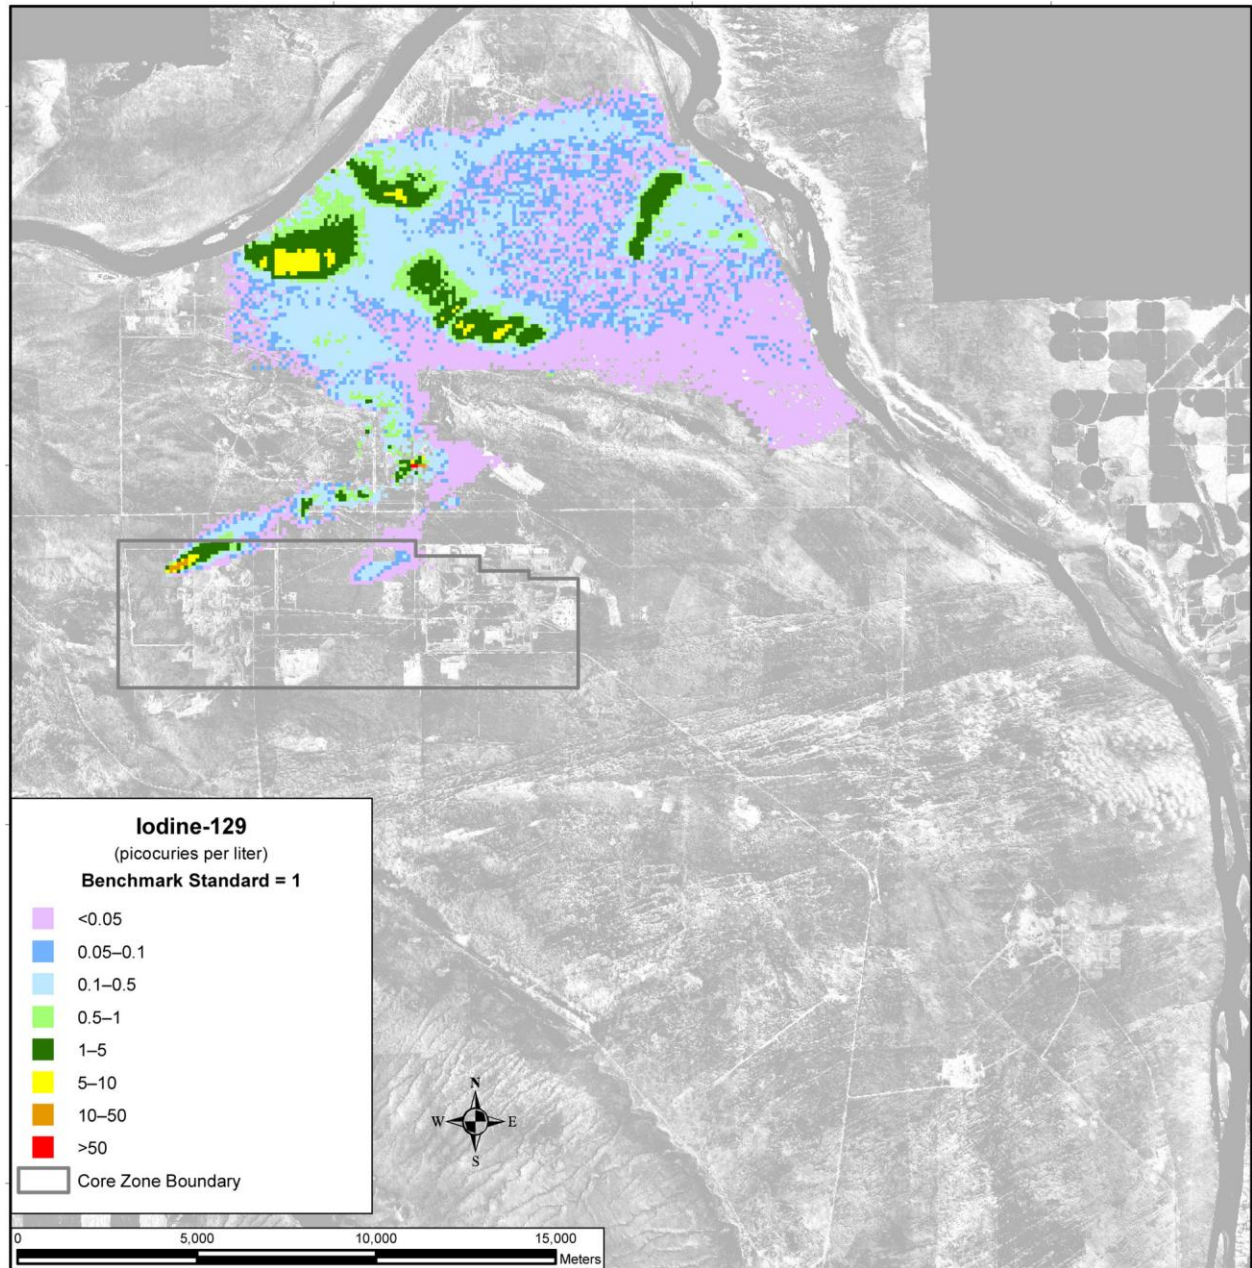 Iodine-129
(picocuries per liter)
Benchmark Standard = 1
<0.05
0.05–0.1
0.1–0.5
0.5–1
1–5
5–10
10–50
>50
Core Zone Boundary
N
W E
S
0 5,000 10,000 15,000
Meters